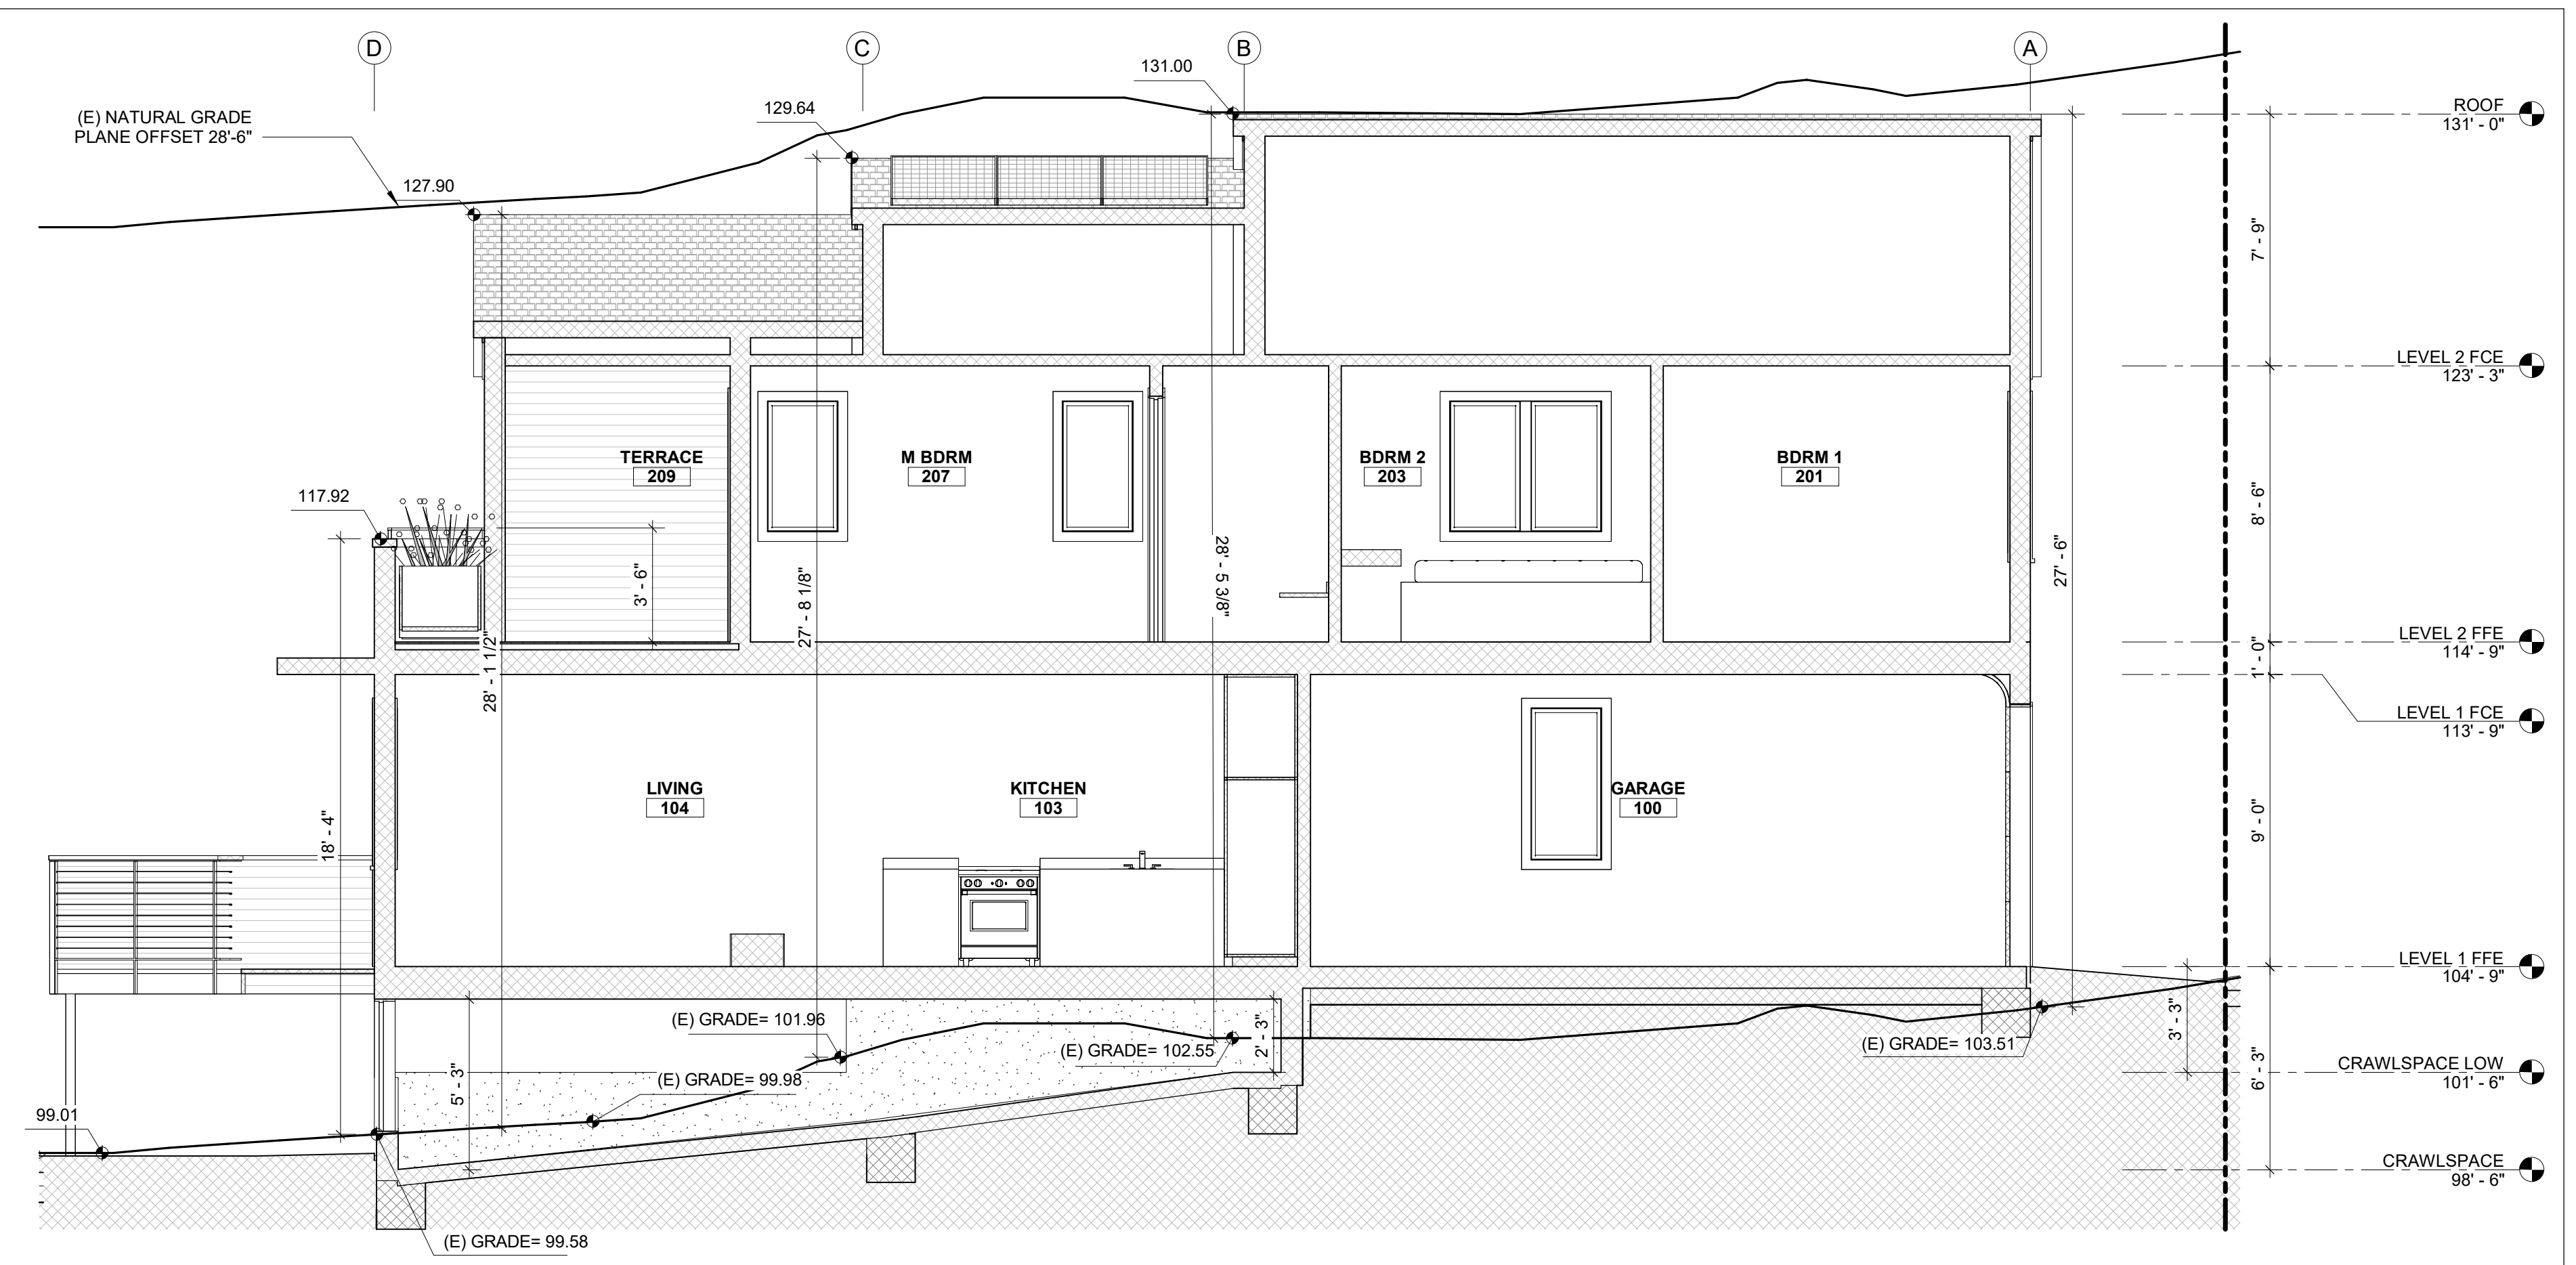 D
C
B
A
(E) NATURAL GRADE
PLANE OFFSET 28'-6"
131.00
129.64
127.90
117.92
ROOF
131' - 0"
7' - 9"
LEVEL 2 FCE
123' - 3"
8' - 6"
LEVEL 2 FFE
114' - 9"
1' - 0"
LEVEL 1 FCE
113' - 9"
9' - 0"
LEVEL 1 FFE
104' - 9"
3' - 3"
6' - 3"
CRAWLSPACE LOW
101' - 6"
CRAWLSPACE
98' - 6"
TERRACE
209
M BDRM
207
BDRM 2
203
BDRM 1
201
3' - 6"
28' - 1 1/2"
27' - 8 1/8"
28' - 5 3/8"
27' - 6"
18' - 4"
LIVING
104
KITCHEN
103
GARAGE
100
(E) GRADE= 101.96
(E) GRADE= 102.55
2' - 3"
(E) GRADE= 103.51
5' - 3"
(E) GRADE= 99.98
99.01
(E) GRADE= 99.58